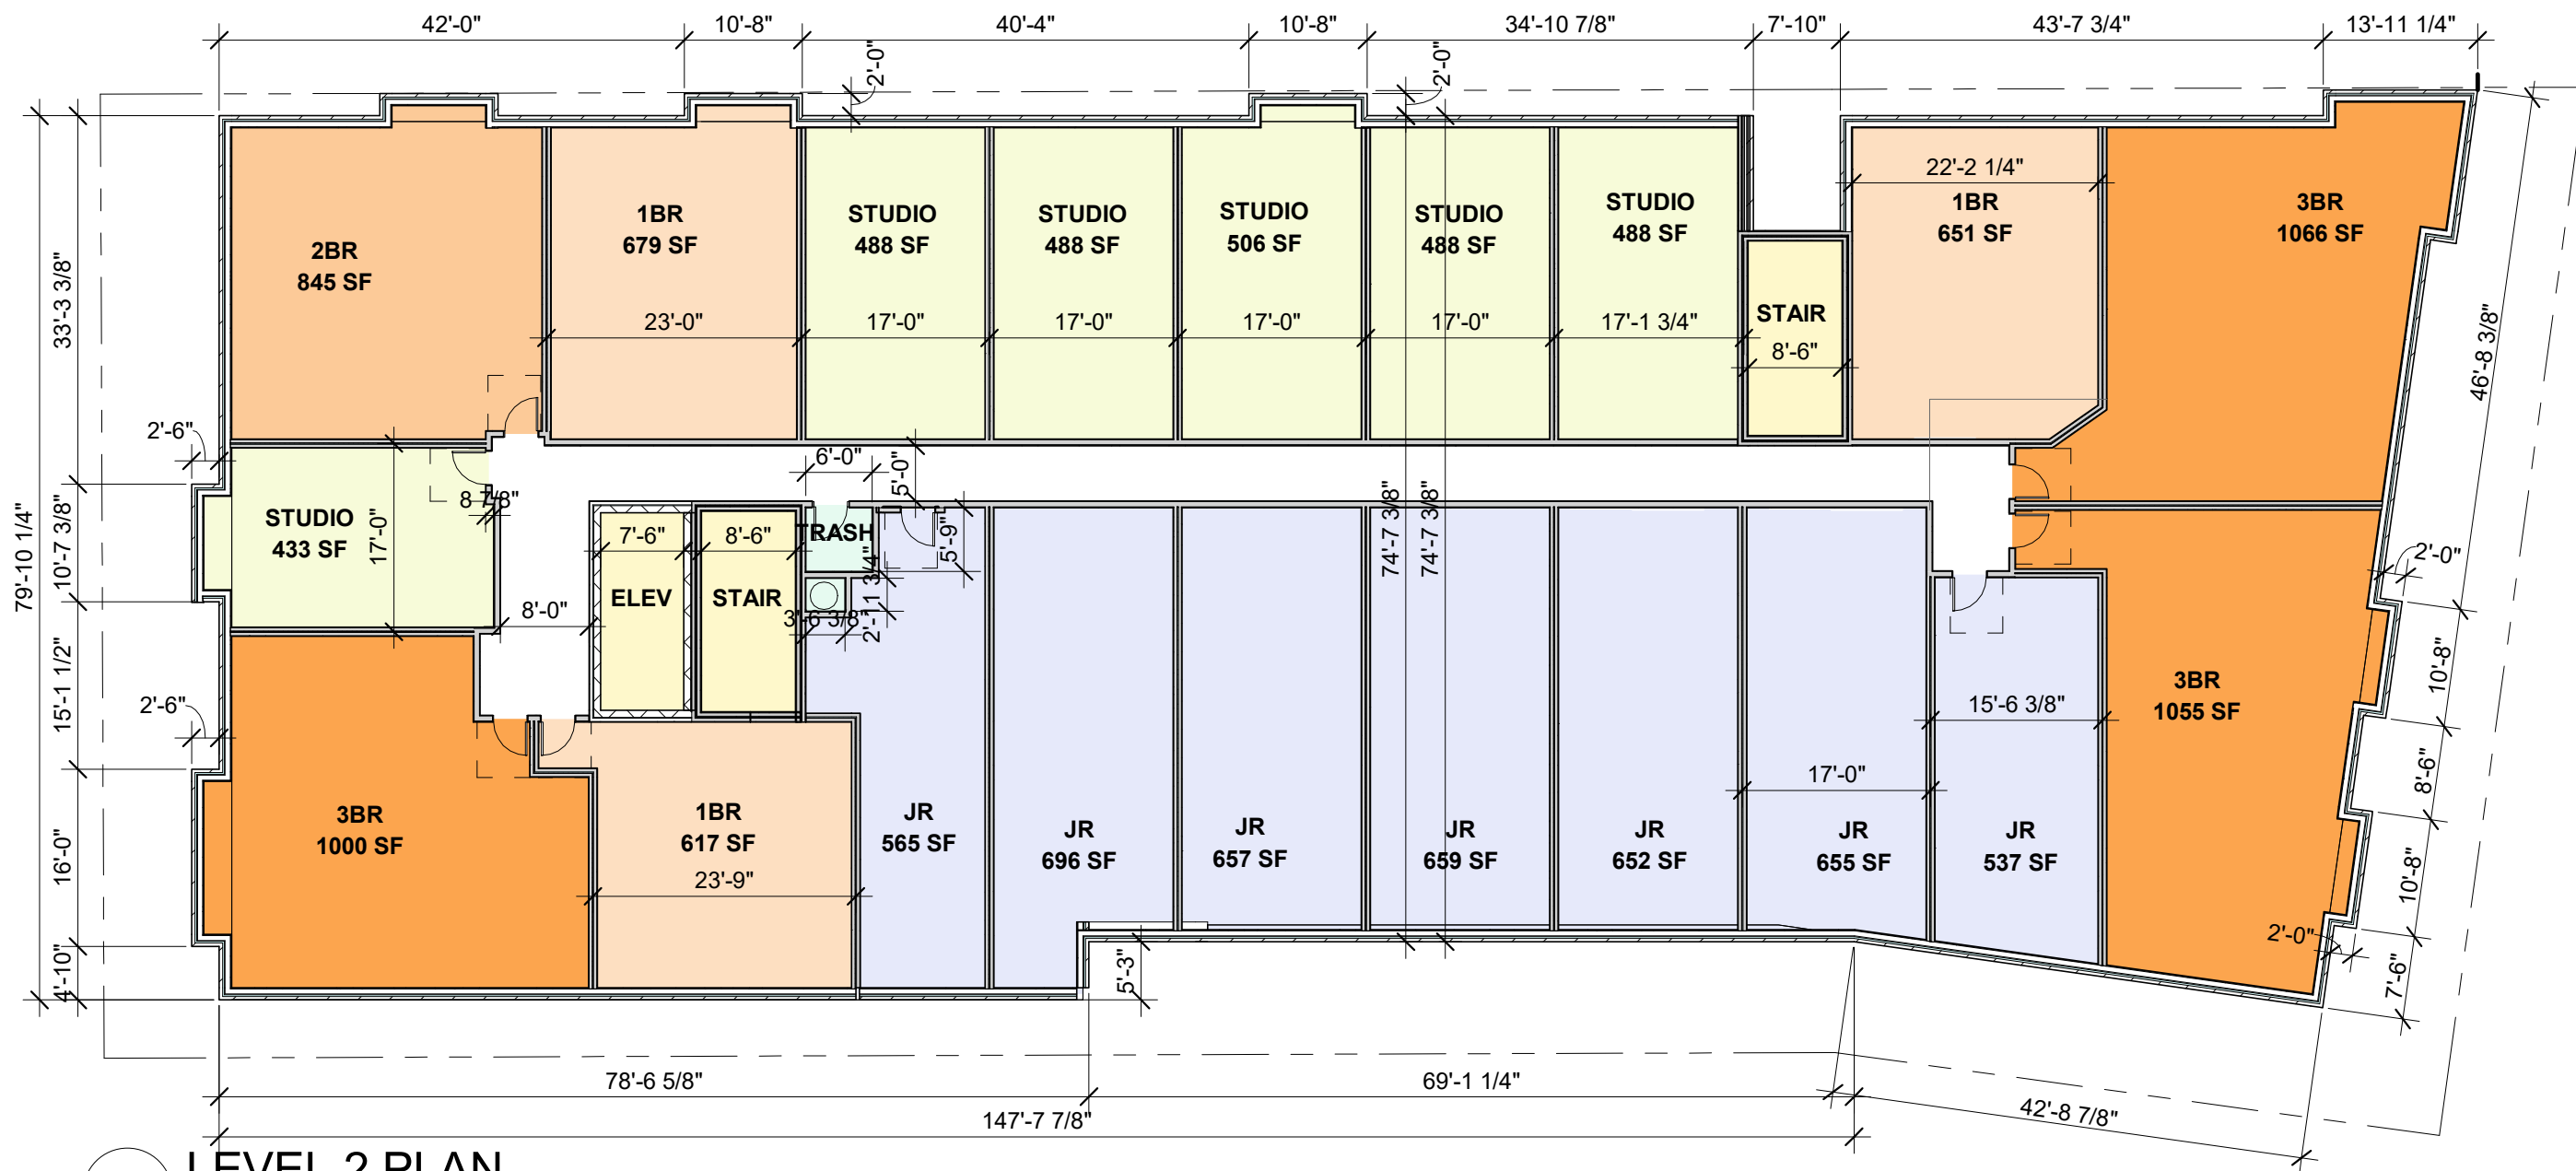 42'-0"
10'-8"
40'-4"
10'-8"
34'-10 7/8"
7'-10"
43'-7 3/4"
13'-11 1/4"
2'-0"
2'-0"
79'-10 1/4"
33'-3 3/8"
10'-7 3/8"
15'-1 1/2"
16'-0"
4'-10"
2'-6"
2'-6"
2BR
845 SF
1BR
679 SF
23'-0"
STUDIO
488 SF
17'-0"
STUDIO
488 SF
17'-0"
STUDIO
506 SF
17'-0"
STUDIO
488 SF
17'-0"
STUDIO
488 SF
17'-1 3/4"
STAIR
8'-6"
22'-2 1/4"
1BR
651 SF
3BR
1066 SF
46'-8 3/8"
STUDIO
433 SF
17'-0"
8 7/8"
8'-0"
7'-6"
ELEV
8'-6"
STAIR
6'-0"
5'-0"
TRASH
5'-9"
2'-11 3/4"
3'-6 3/8"
74'-7 3/8"
74'-7 3/8"
3BR
1000 SF
1BR
617 SF
23'-9"
JR
565 SF
JR
696 SF
JR
657 SF
JR
659 SF
JR
652 SF
17'-0"
JR
655 SF
15'-6 3/8"
JR
537 SF
3BR
1055 SF
2'-0"
10'-8"
8'-6"
10'-8"
2'-0"
7'-6"
5'-3"
78'-6 5/8"
69'-1 1/4"
42'-8 7/8"
147'-7 7/8"
LEVEL 2 PLAN